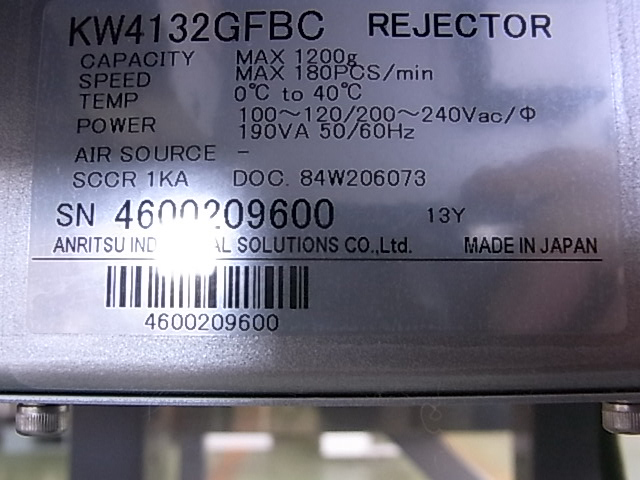 KW4132GFBC REJECTOR
CAPACITY MAX 1200g
SPEED MAX 180PCS/min
TEMP 0℃ to 40℃
POWER 100～120/200～240Vac/Φ
190VA 50/60Hz
AIR SOURCE -
SCCR 1KA DOC. 84W206073
SN 4600209600 13Y
ANRITSU SOLUTIONS CO.,Ltd. MADE IN JAPAN
4600209600